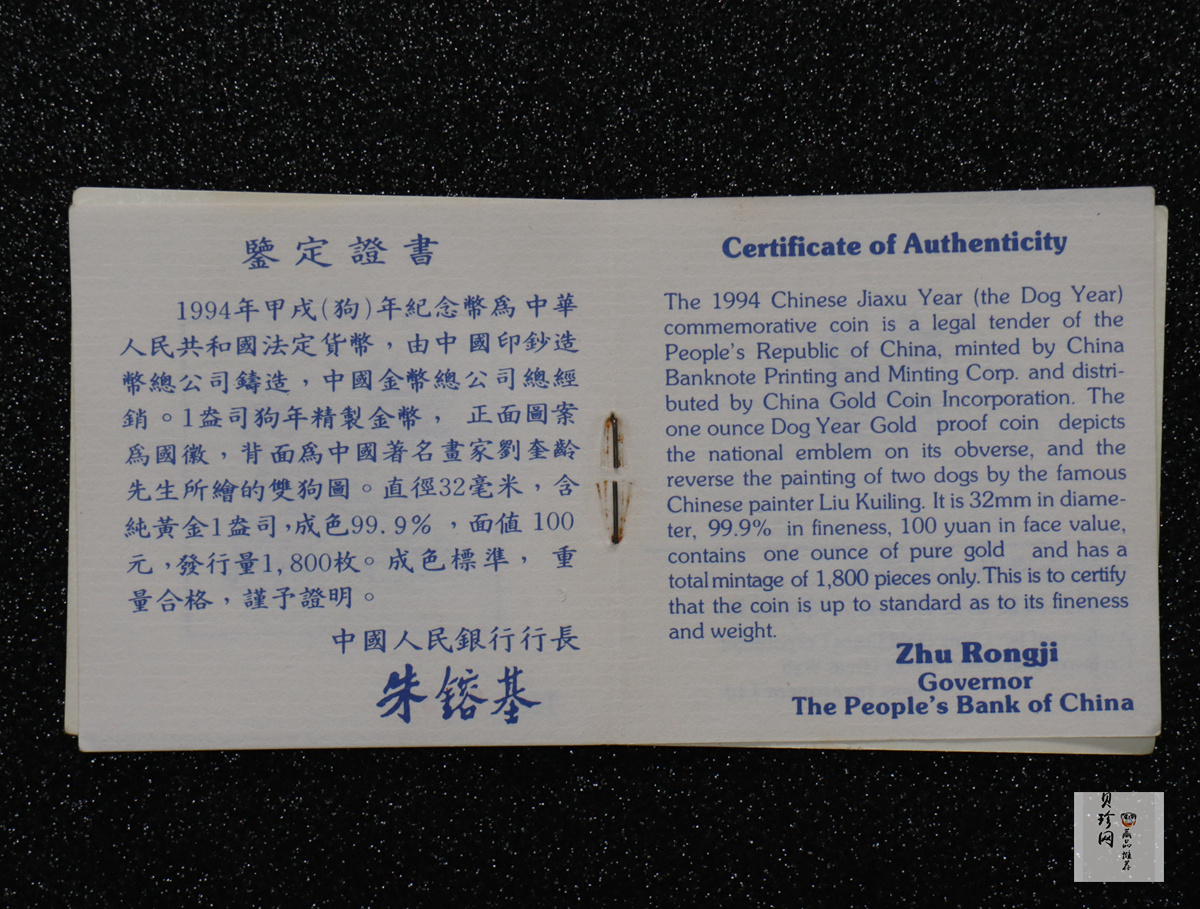 鑒定證書
1994年甲戌(狗)年紀念幣爲中華
人民共和國法定貨幣，由中國印鈔造
幣總公司鑄造，中國金幣總公司總經
銷。1盎司狗年精製金幣， 正面圖案
爲國徽，背面爲中國著名畫家劉奎齡
先生所繪的雙狗圖。直徑32毫米，含
純黃金1盎司，成色99.9%，面值100
元，發行量1,800枚。成色標準， 重
量合格，謹予證明。
中國人民銀行行長
朱鎔基
Certificate of Authenticity
The 1994 Chinese Jiaxu Year (the Dog Year)
commemorative coin is a legal tender of the
People's Republic of China, minted by China
Banknote Printing and Minting Corp. and distri-
buted by China Gold Coin Incorporation. The
one ounce Dog Year Gold proof coin depicts
the national emblem on its obverse, and the
reverse the painting of two dogs by the famous
Chinese painter Liu Kuiling. It is 32mm in diame-
ter, 99.9% in fineness, 100 yuan in face value,
contains one ounce of pure gold and has a
total mintage of 1,800 pieces only. This is to certify
that the coin is up to standard as to its fineness
and weight.
Zhu Rongji
Governor
The People's Bank of China
贝珍网
藏品推荐